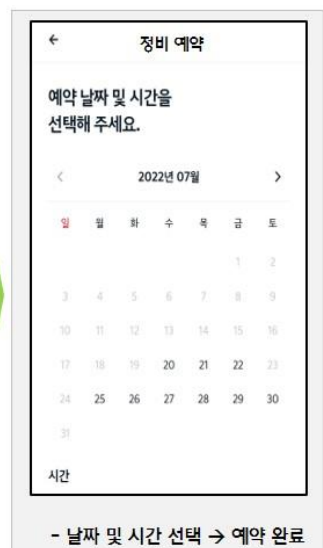 ← 정비 예약
예약 날짜 및 시간을
선택해 주세요.
< 2022년 07월 >
일 월 화 수 목 금 토
1 2
3 4 5 6 7 8 9
10 11 12 13 14 15 16
17 18 19 20 21 22 23
24 25 26 27 28 29 30
31
시간
- 날짜 및 시간 선택 → 예약 완료